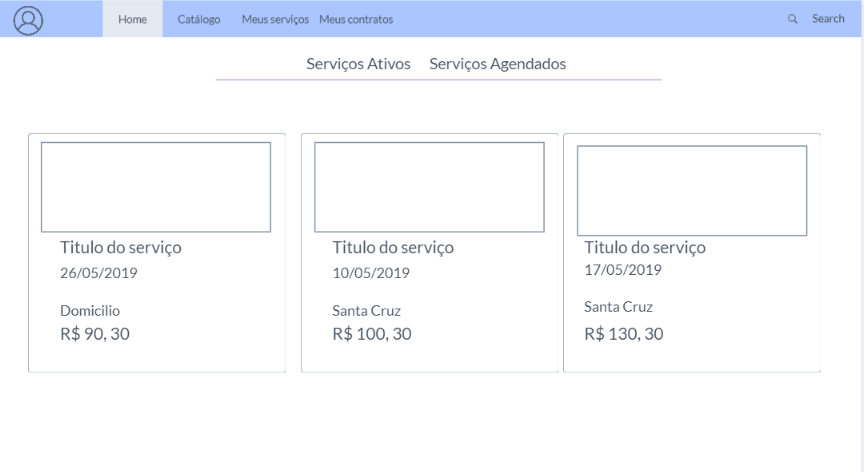 Home Catálogo Meus serviços Meus contratos Search
Serviços Ativos Serviços Agendados
Titulo do serviço
26/05/2019
Domicilio
R$ 90, 30
Titulo do serviço
10/05/2019
Santa Cruz
R$ 100, 30
Titulo do serviço
17/05/2019
Santa Cruz
R$ 130, 30